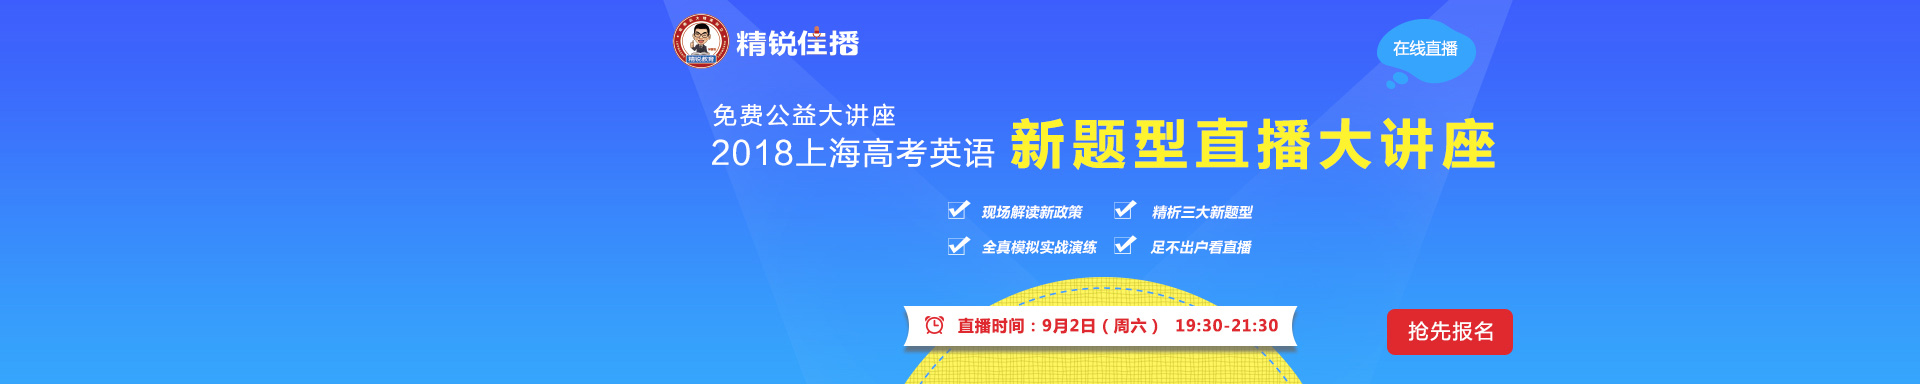 精锐教育
精锐佳播
在线直播
免费公益大讲座
2018上海高考英语 新题型直播大讲座
现场解读新政策 精析三大新题型
全真模拟实战演练 足不出户看直播
直播时间：9月2日（周六） 19:30-21:30
抢先报名